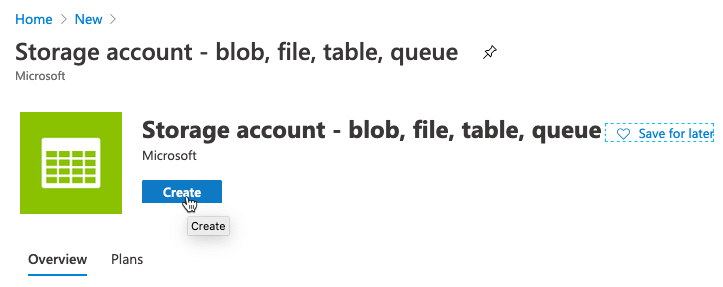 Home > New >
Storage account - blob, file, table, queue
Microsoft
Storage account - blob, file, table, queue
Save for later
Microsoft
Create
Create
Overview
Plans